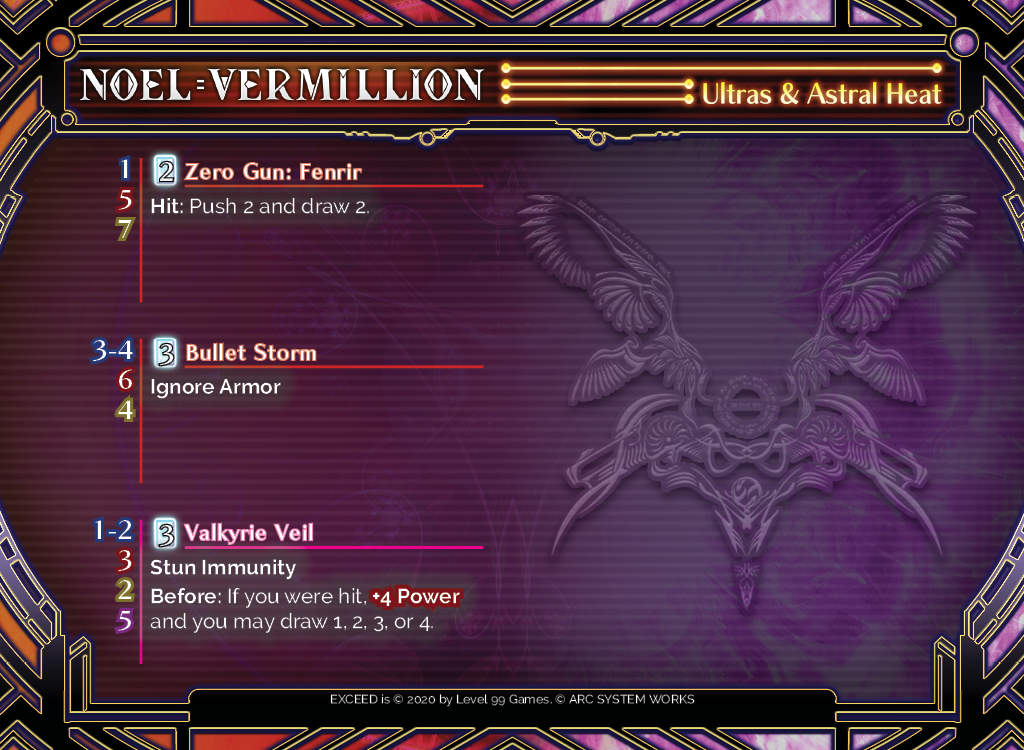 NOEL=VERMILLION
Ultras & Astral Heat
1 2 Zero Gun: Fenrir
5 Hit: Push 2 and draw 2.
7
3-4 3 Bullet Storm
6 Ignore Armor
4
1-2 3 Valkyrie Veil
3 Stun Immunity
2 Before: If you were hit, +4 Power
5 and you may draw 1, 2, 3, or 4.
EXCEED is © 2020 by Level 99 Games. © ARC SYSTEM WORKS